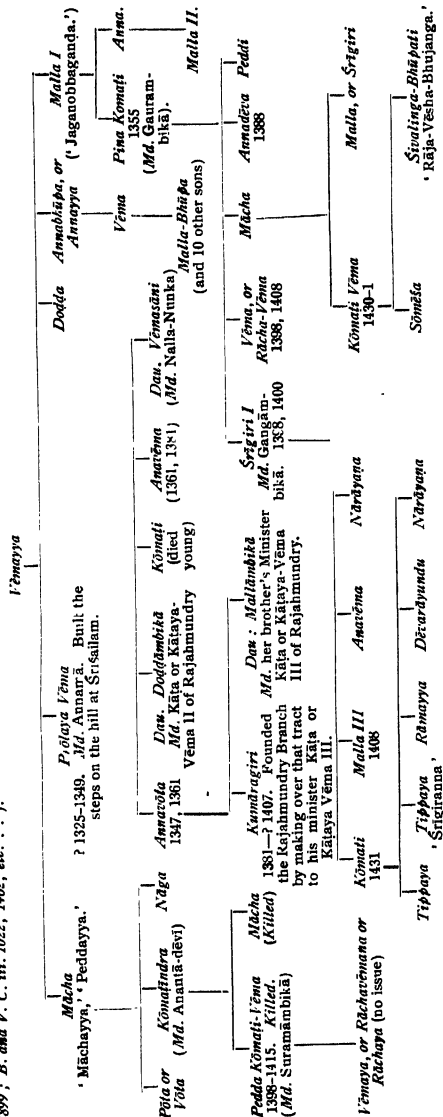 899 ; B. and V. C. iii. 1022, 1462, etc. . . ).
Vēmayya
Mācha
' Māchayya,' ' Peddayya.'
Prōlaya Vēma
? 1325-1349. Md. Annamā. Built the
steps on the hill at Śrīśailam.
Doḍḍa
Annabhūpa, or
Annayya
Malla I
(' Jaganobbagaṇḍa.')
Pōta or
Vōta
Kōmaṭīndra
(Md. Anantā-dēvī)
Nāga
Annavōta
1347, 1361
Dau. Doḍḍāmbikā
Md. Kāṭa or Kāṭaya-
Vēma II of Rajahmundry
Kōmaṭi
(died
young)
Anavēma
(1361, 1381)
Dau. Vēmasāni
(Md. Nalla-Nunka)
Vēma
Malla-Bhūpa
(and 10 other sons)
Pina Kōmaṭi
1355
(Md. Gauram-
bikā).
Anna.
Malla II.
Pedda Kōmaṭi-Vēma
1398-1415. Killed.
(Md. Suramāmbikā)
Mācha
(Killed)
Kumāragiri
1381—? 1407. Founded
the Rajahmundry Branch
by making over that tract
to his minister Kāṭa or
Kāṭaya Vēma III.
Dau : Mallāmbikā
Md. her brother's Minister
Kāṭa or Kāṭaya-Vēma
III of Rajahmundry.
Śrīgiri I
Md. Gangām-
bikā. 1400
Vēma, or
Rācha-Vēma
1398, 1408
Mācha
Annadēva
1388
Peddi
Vēmaya, or Rāchavēmana or
Rāchaya (no issue)
Kōmati
1431
Malla III
1408
Anavēma
Nārāyaṇa
Kōmaṭi Vēma
1430-1
Malla, or Śrīgiri
Tippaya
Tippaya
' Śrīgiranna '
Rāmayya
Dēvarāyundu
Nārāyaṇa
Sōmēśa
Śivalinga-Bhūpati
' Rāja-Vēsha-Bhujanga.'